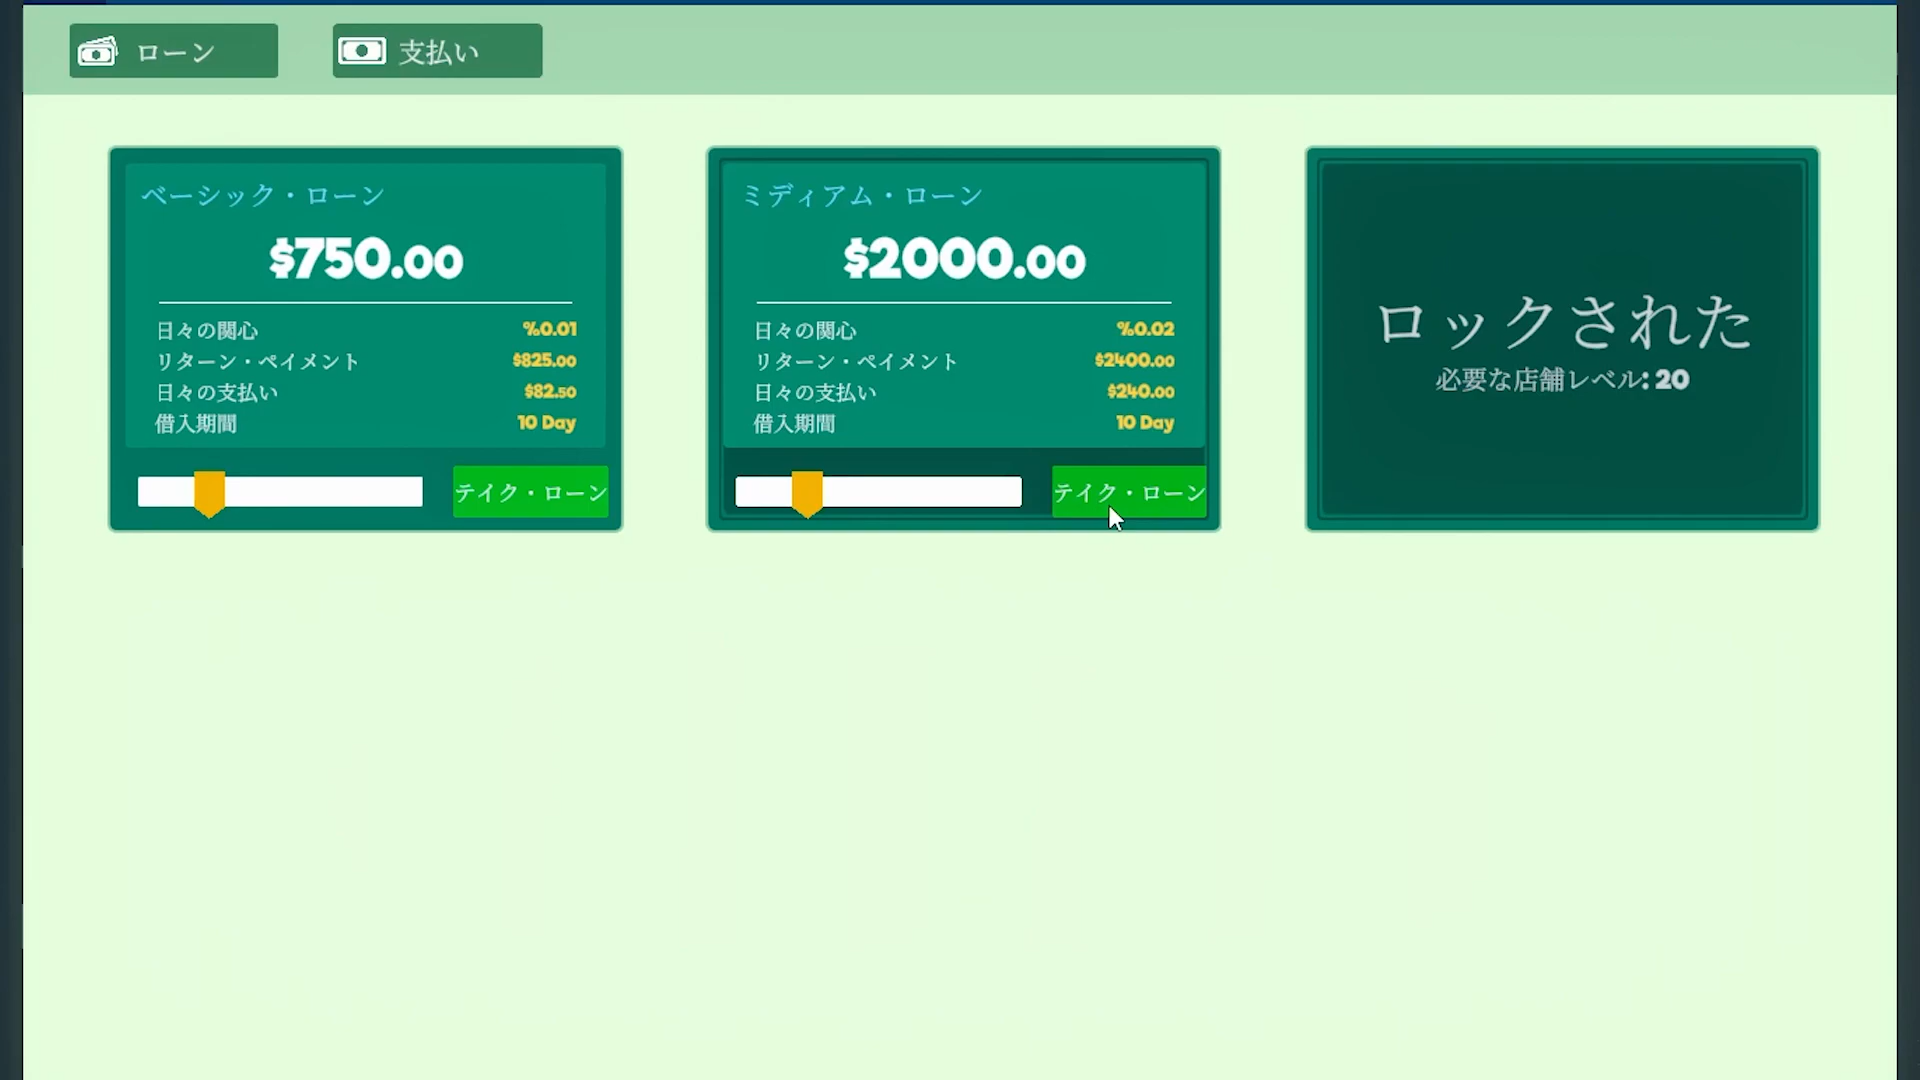 ローン
支払い
ベーシック・ローン
$750.00
日々の関心 %0.01
リターン・ペイメント $825.00
日々の支払い $82.50
借入期間 10 Day
テイク・ローン
ミディアム・ローン
$2000.00
日々の関心 %0.02
リターン・ペイメント $2400.00
日々の支払い $240.00
借入期間 10 Day
テイク・ローン
ロックされた
必要な店舗レベル: 20